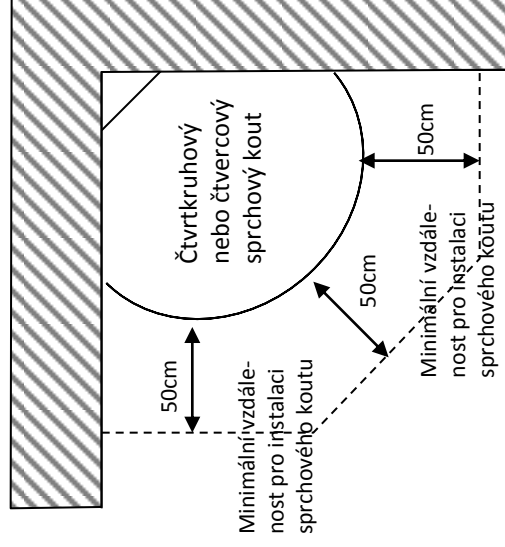 Čtvrtkruhový
nebo čtvercový
sprchový kout
50cm
50cm
50cm
Minimální vzdále-
nost pro instalaci
sprchového koutu
Minimální vzdále-
nost pro instalaci
sprchového koutu